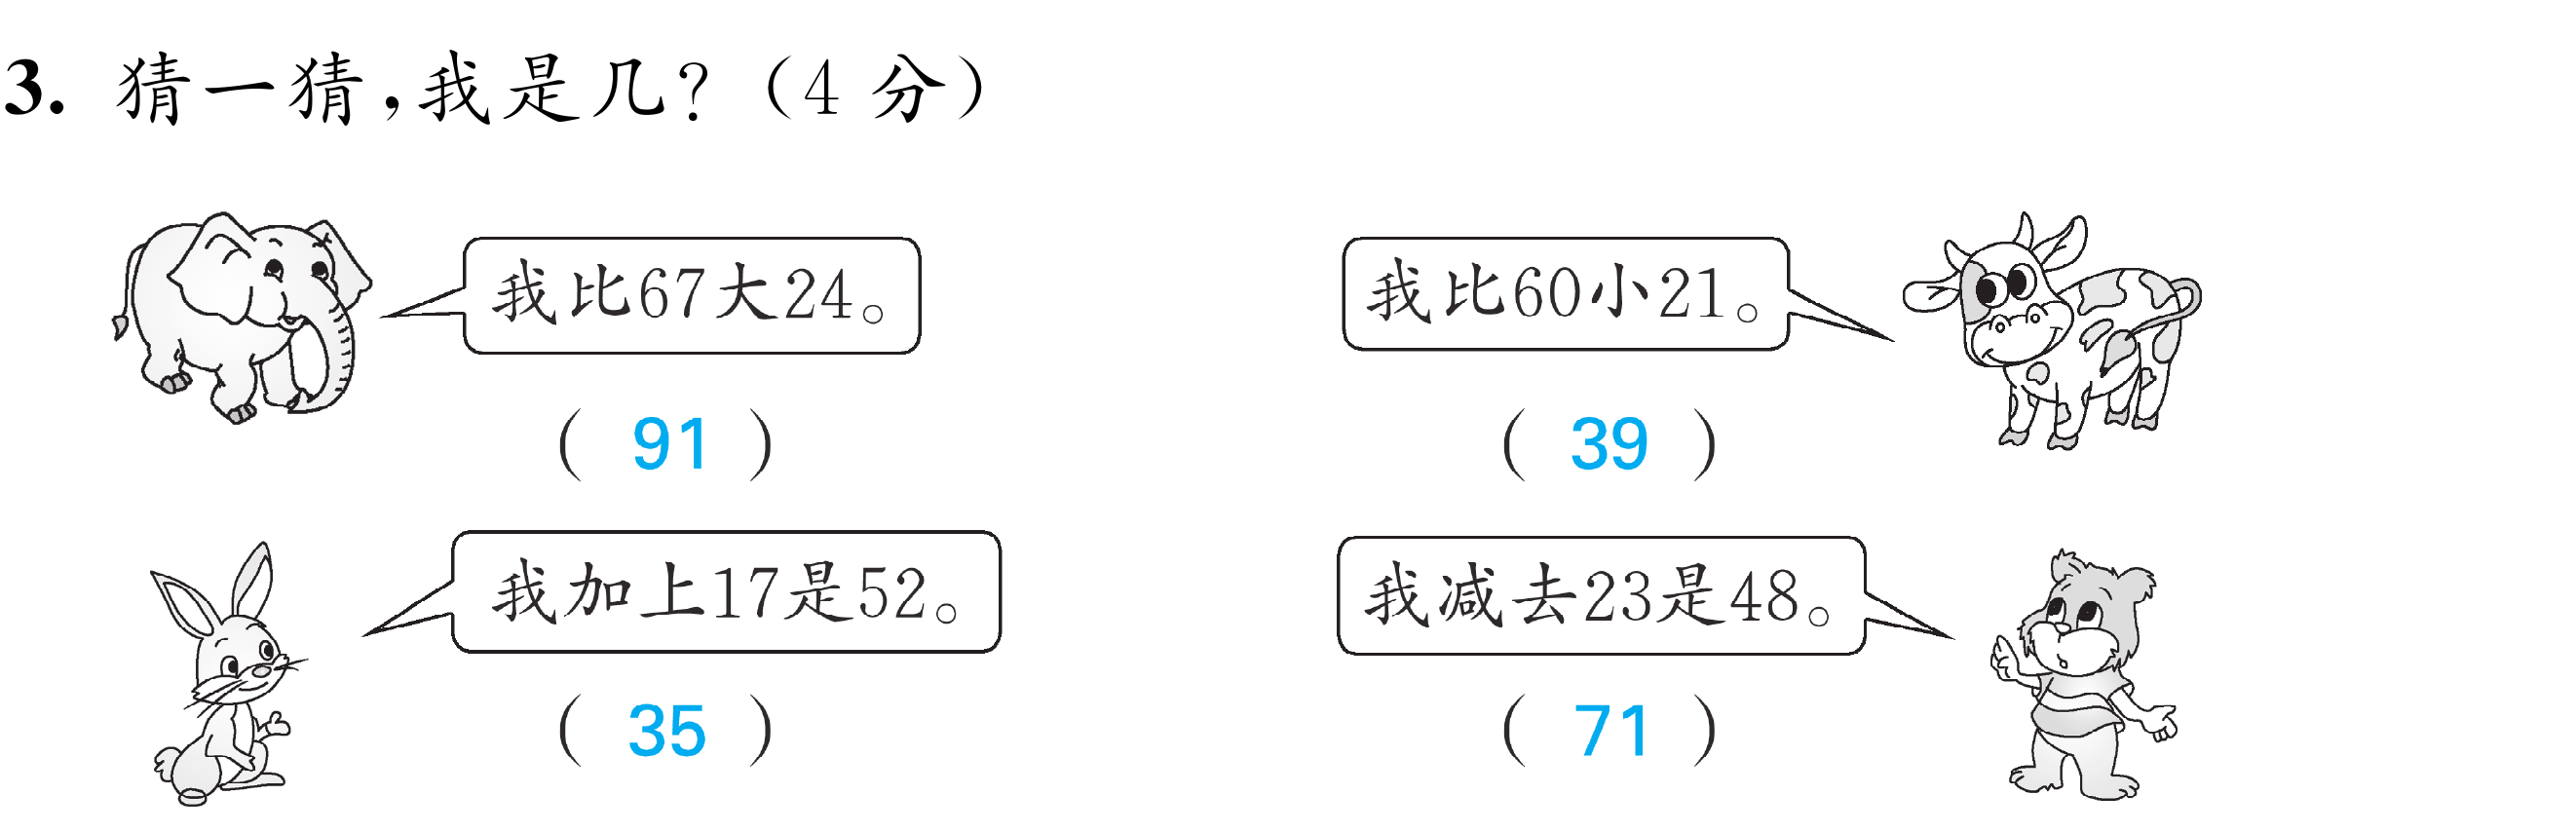 3. 猜一猜,我是几?(4 分)
我比67大24。
我比60小21。
( 91 )
( 39 )
我加上17是52。
我减去23是48。
( 35 )
( 71 )